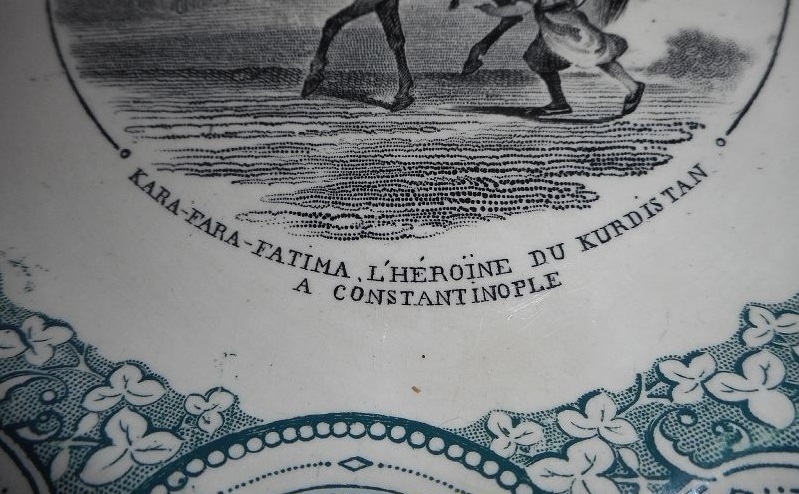 KARA-FARA-FATIMA, L'HÉROÏNE DU KURDISTAN
A CONSTANTINOPLE